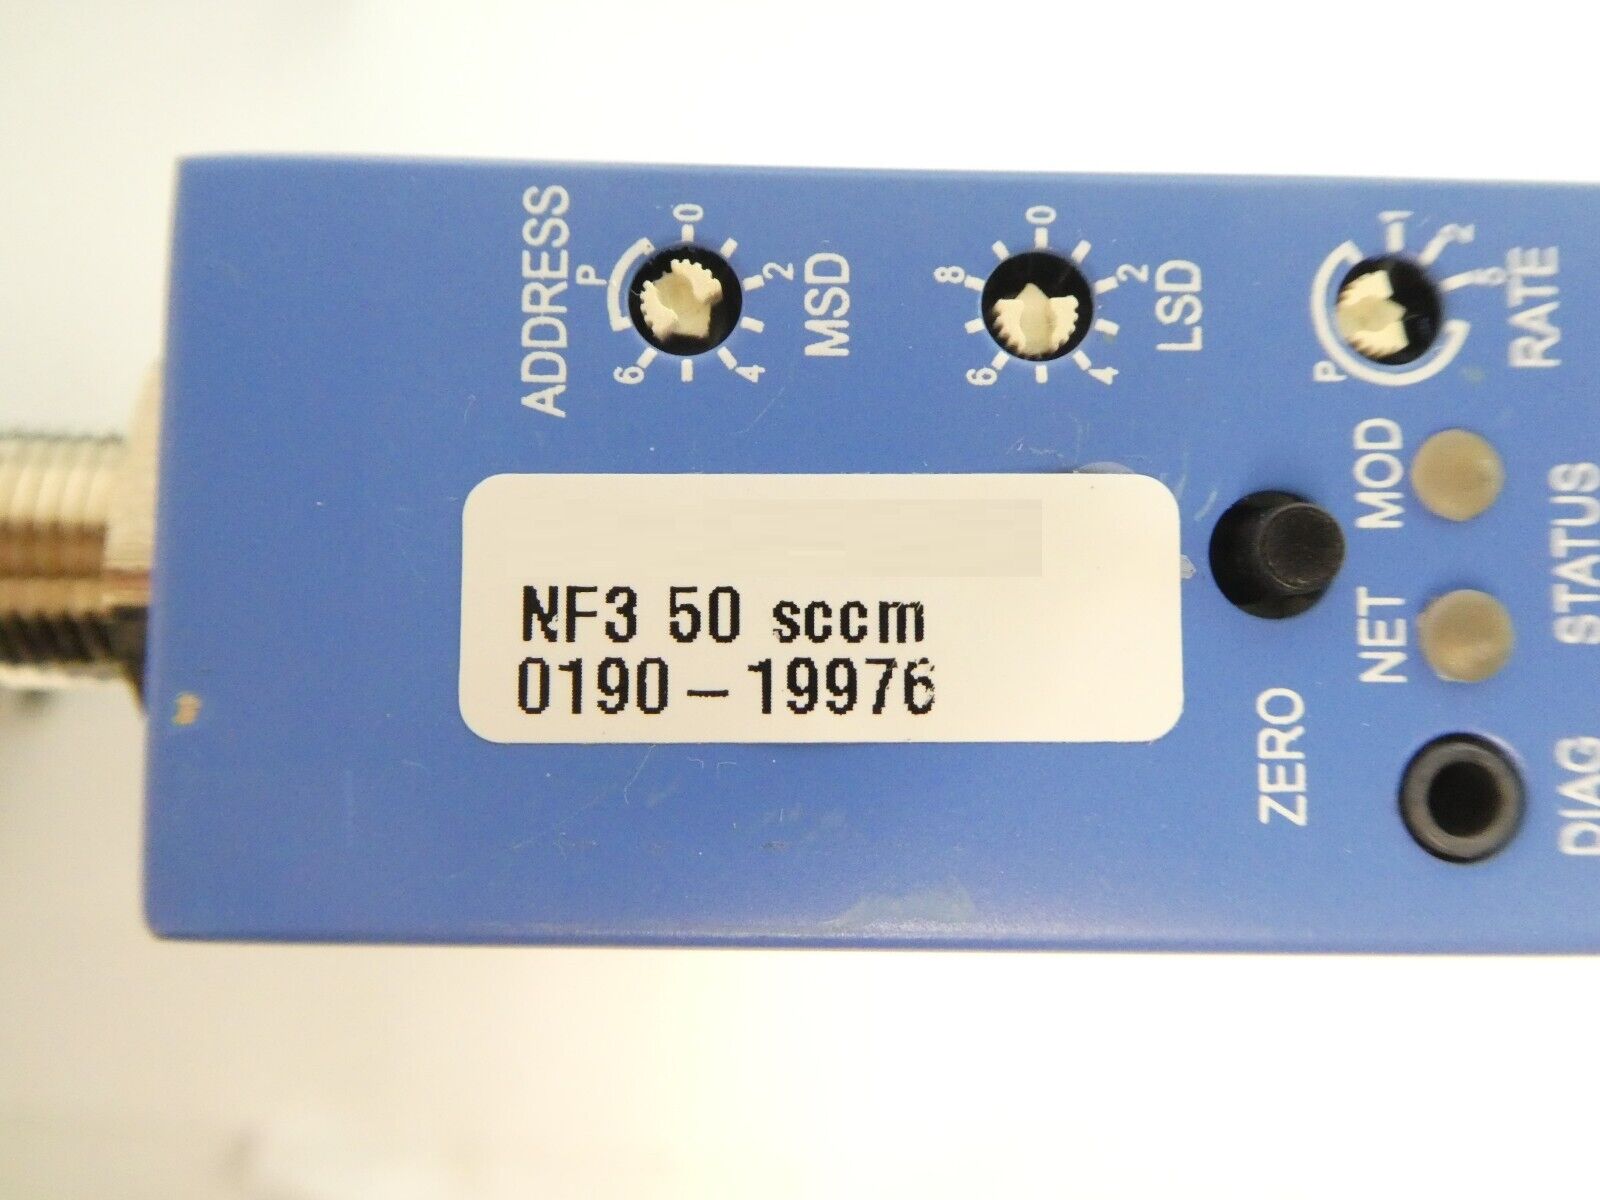 ADDRESS
0
2
4
6
P
MSD
0
2
4
6
8
LSD
1
2
5
P
RATE
NF3 50 sccm
0190-19976
MOD
NET
STATUS
ZERO
DIAG